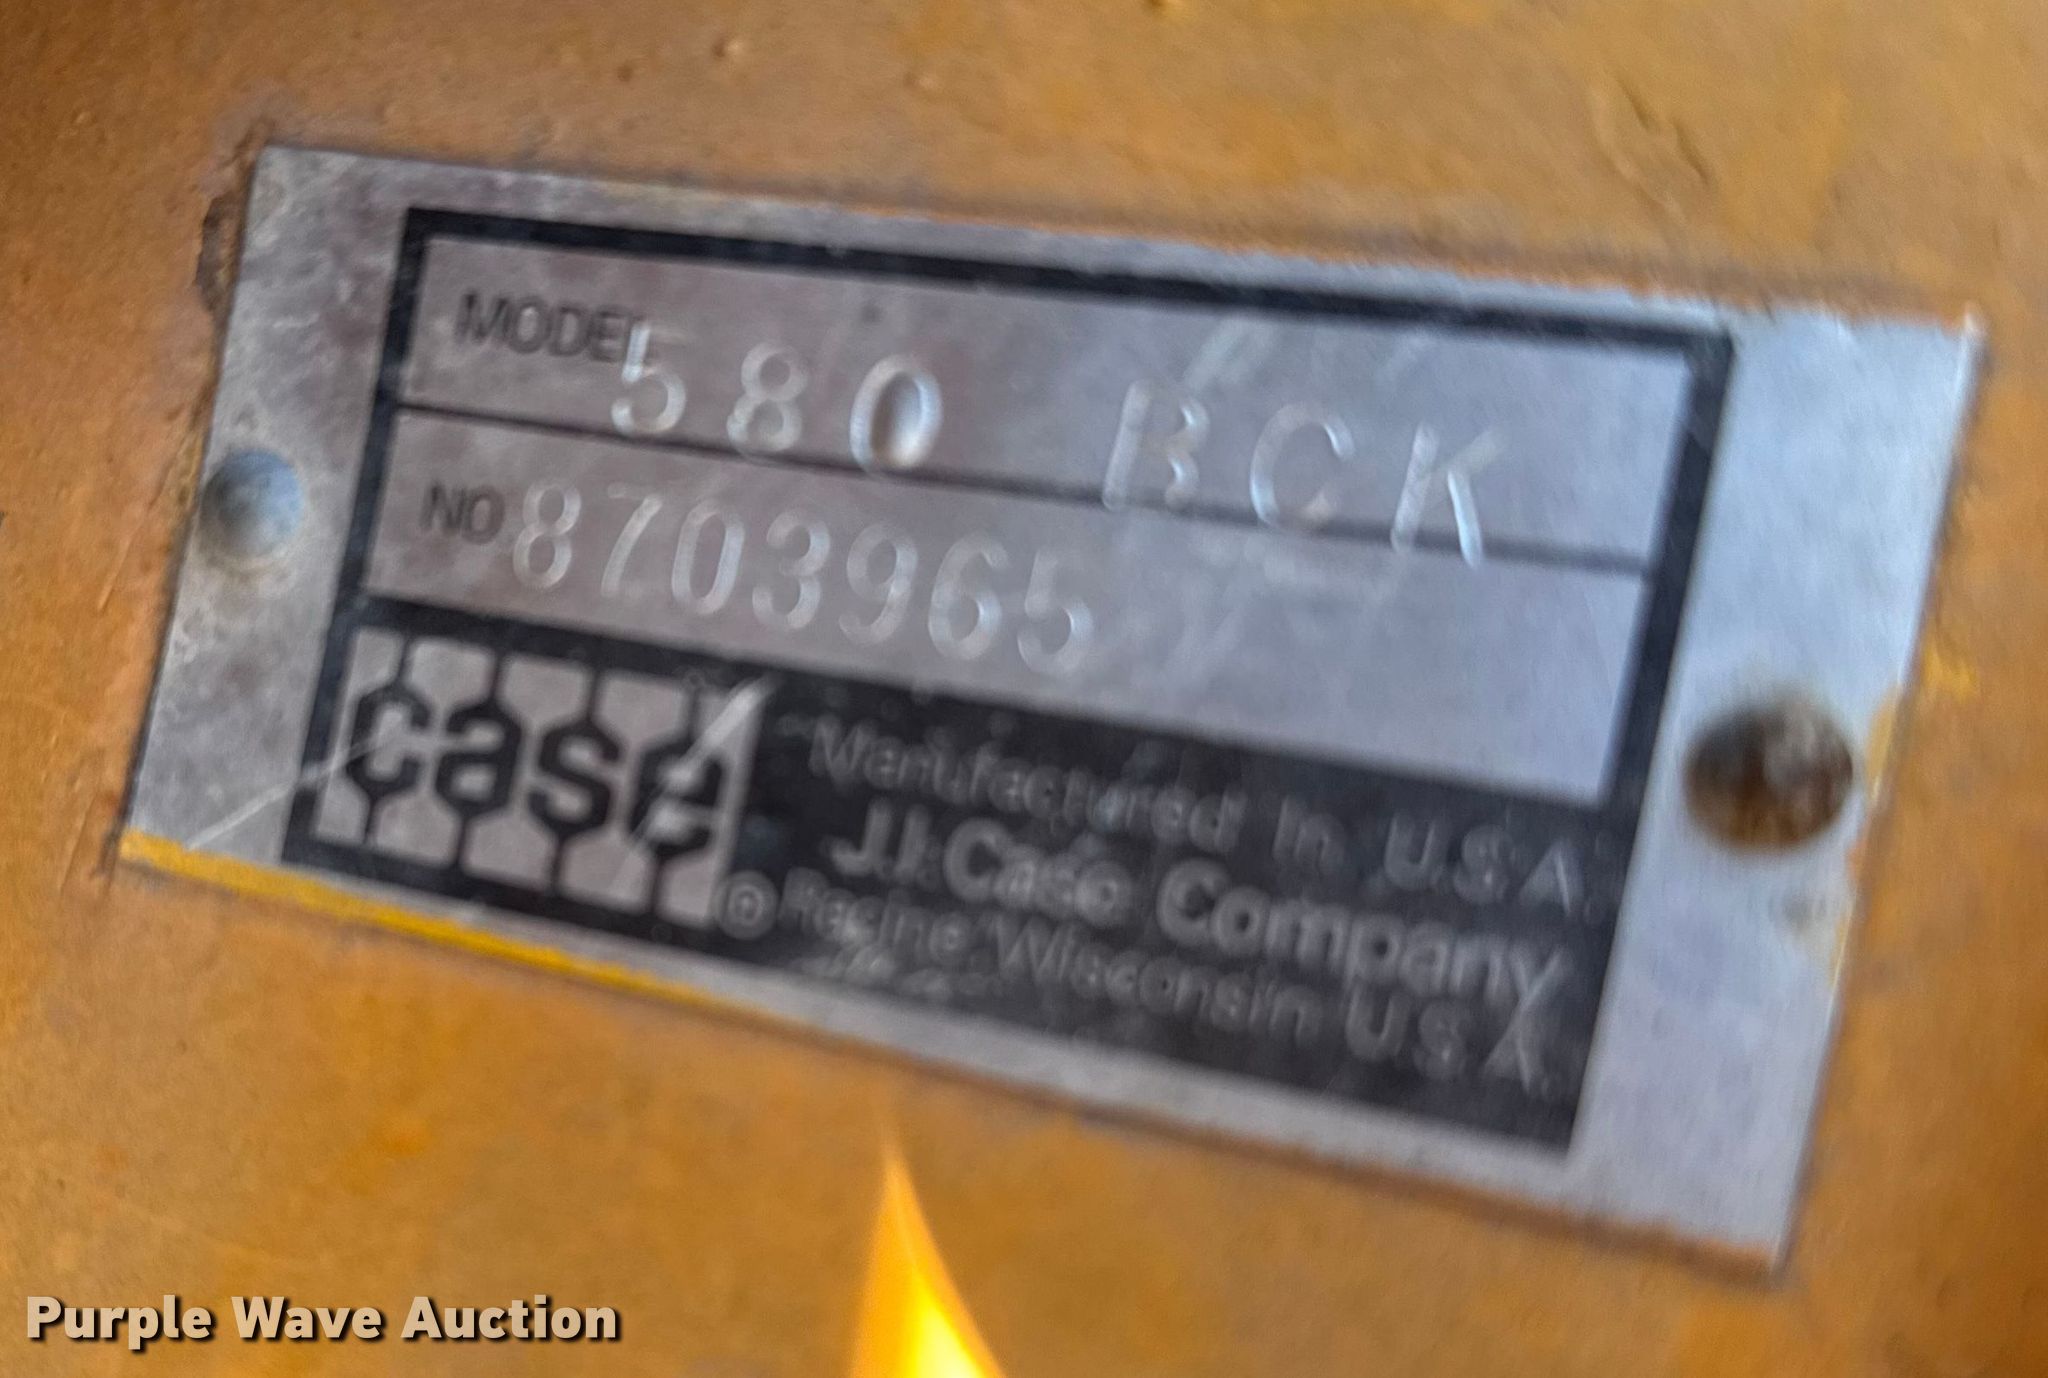 MODEL 580 BCK
NO 8703965
case
Manufactured In U.S.A.
J.I. Case Company
® Racine Wisconsin U.S.A.
Purple Wave Auction